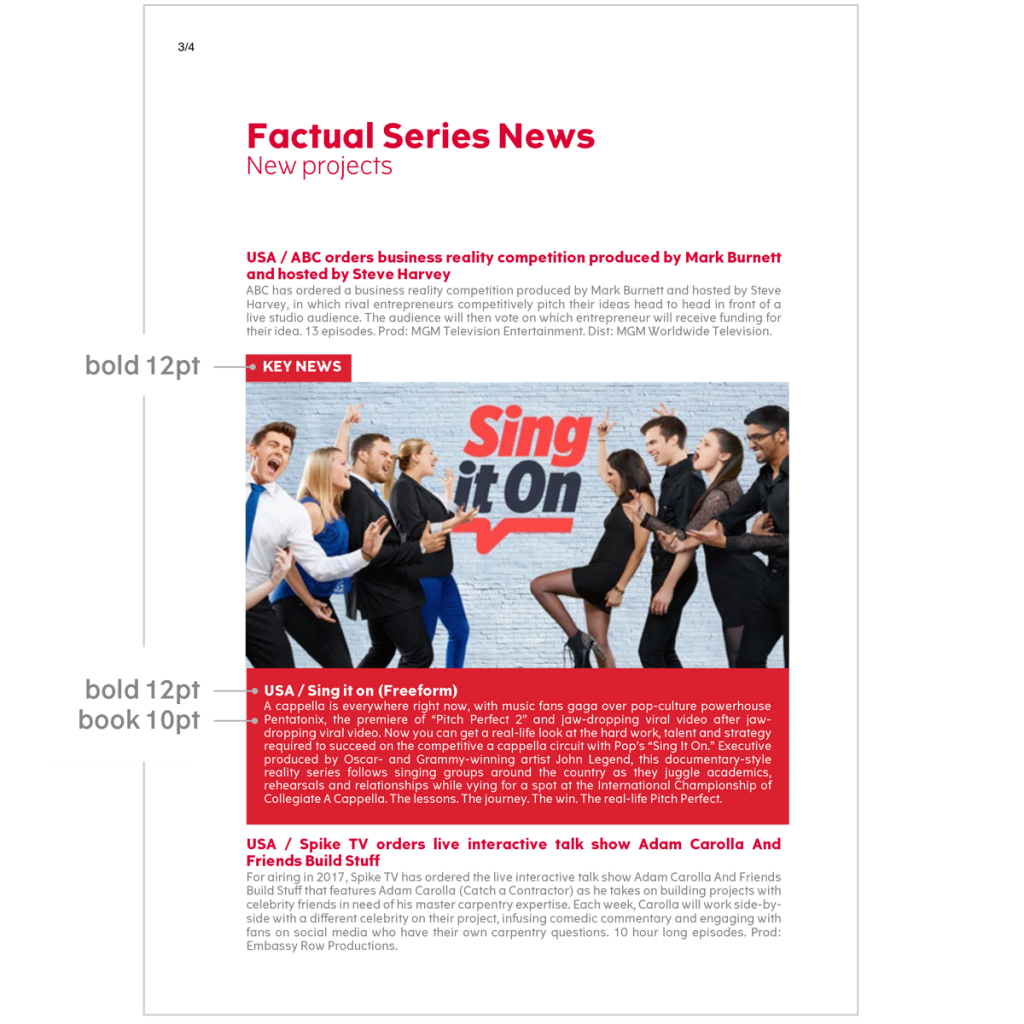 3/4
Factual Series News
New projects
USA / ABC orders business reality competition produced by Mark Burnett
and hosted by Steve Harvey
ABC has ordered a business reality competition produced by Mark Burnett and hosted by Steve
Harvey, in which rival entrepreneurs competitively pitch their ideas head to head in front of a
live studio audience. The audience will then vote on which entrepreneur will receive funding for
their idea. 13 episodes. Prod: MGM Television Entertainment. Dist: MGM Worldwide Television.
bold 12pt
KEY NEWS
Sing
it On
bold 12pt
USA / Sing it on (Freeform)
book 10pt
A cappella is everywhere right now, with music fans gaga over pop-culture powerhouse
Pentatonix, the premiere of “Pitch Perfect 2” and jaw-dropping viral video after jaw-
dropping viral video. Now you can get a real-life look at the hard work, talent and strategy
required to succeed on the competitive a cappella circuit with Pop’s “Sing It On.” Executive
produced by Oscar- and Grammy-winning artist John Legend, this documentary-style
reality series follows singing groups around the country as they juggle academics,
rehearsals and relationships while vying for a spot at the International Championship of
Collegiate A Cappella. The lessons. The journey. The win. The real-life Pitch Perfect.
USA / Spike TV orders live interactive talk show Adam Carolla And
Friends Build Stuff
For airing in 2017, Spike TV has ordered the live interactive talk show Adam Carolla And Friends
Build Stuff that features Adam Carolla (Catch a Contractor) as he takes on building projects with
celebrity friends in need of his master carpentry expertise. Each week, Carolla will work side-by-
side with a different celebrity on their project, infusing comedic commentary and engaging with
fans on social media who have their own carpentry questions. 10 hour long episodes. Prod:
Embassy Row Productions.